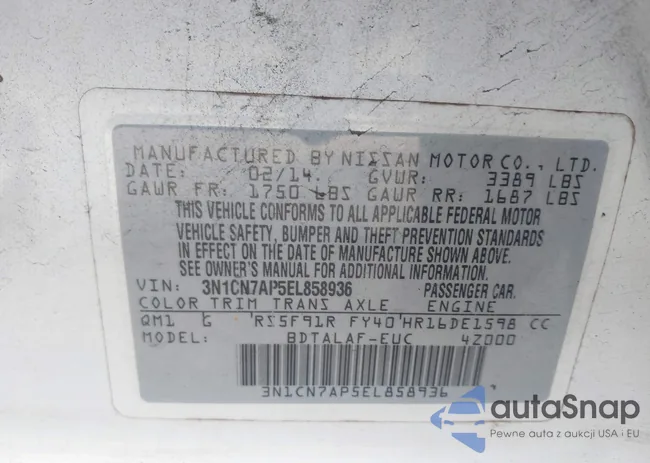 MANUFACTURED BY NISSAN MOTOR CO., LTD.
DATE: 02/14. GVWR: 3389 LBS
GAWR FR: 1750 LBS GAWR RR: 1687 LBS
THIS VEHICLE CONFORMS TO ALL APPLICABLE FEDERAL MOTOR
VEHICLE SAFETY, BUMPER AND THEFT PREVENTION STANDARDS
IN EFFECT ON THE DATE OF MANUFACTURE SHOWN ABOVE.
SEE OWNER'S MANUAL FOR ADDITIONAL INFORMATION.
VIN: 3N1CN7AP5EL858936 PASSENGER CAR.
COLOR TRIM TRANS AXLE ENGINE
QM1 G RS5F91R FY40 HR16DE1598 CC
MODEL: BDTALAF-EUC 4Z000
3N1CN7AP5EL858936
autaSnap
Pewne auta z aukcji USA i EU